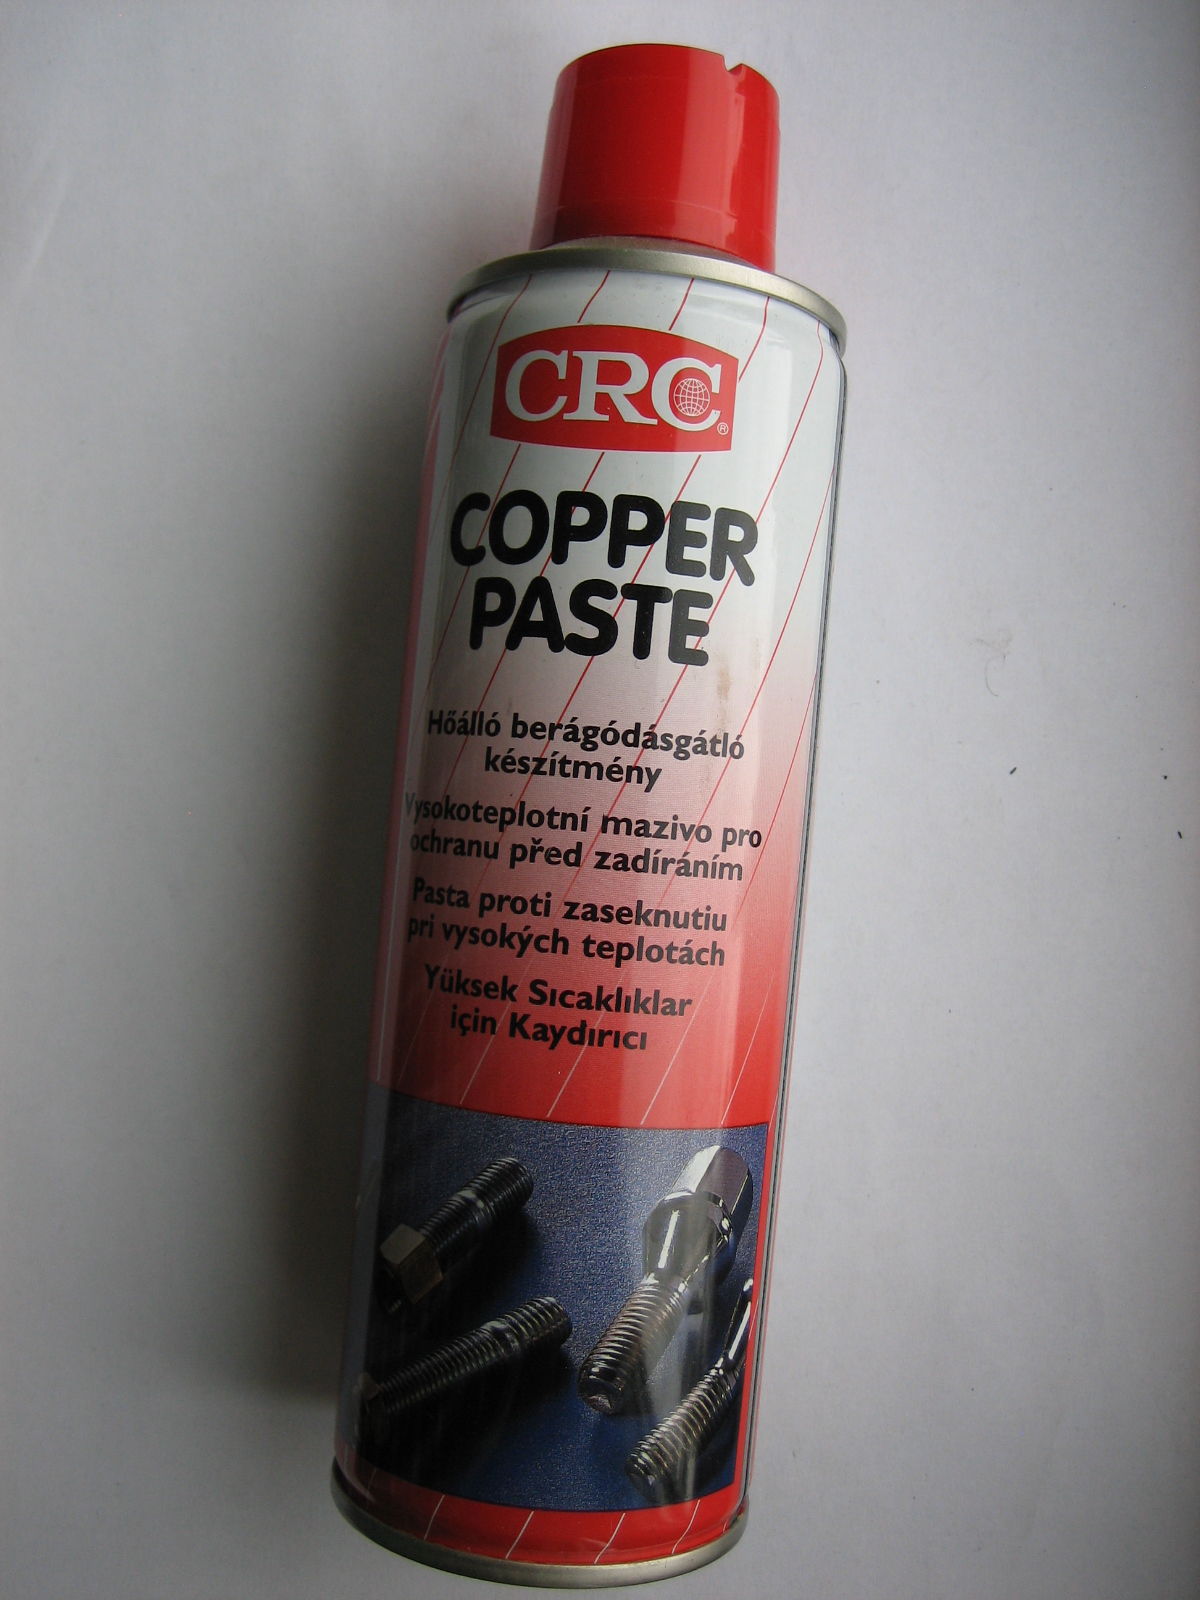 CRC®
COPPER
PASTE
Hőálló berágódásgátló
készítmény
Vysokoteplotní mazivo pro
ochranu před zadíráním
Pasta proti zaseknutiu
pri vysokých teplotách
Yüksek Sıcaklıklar
için Kaydırıcı